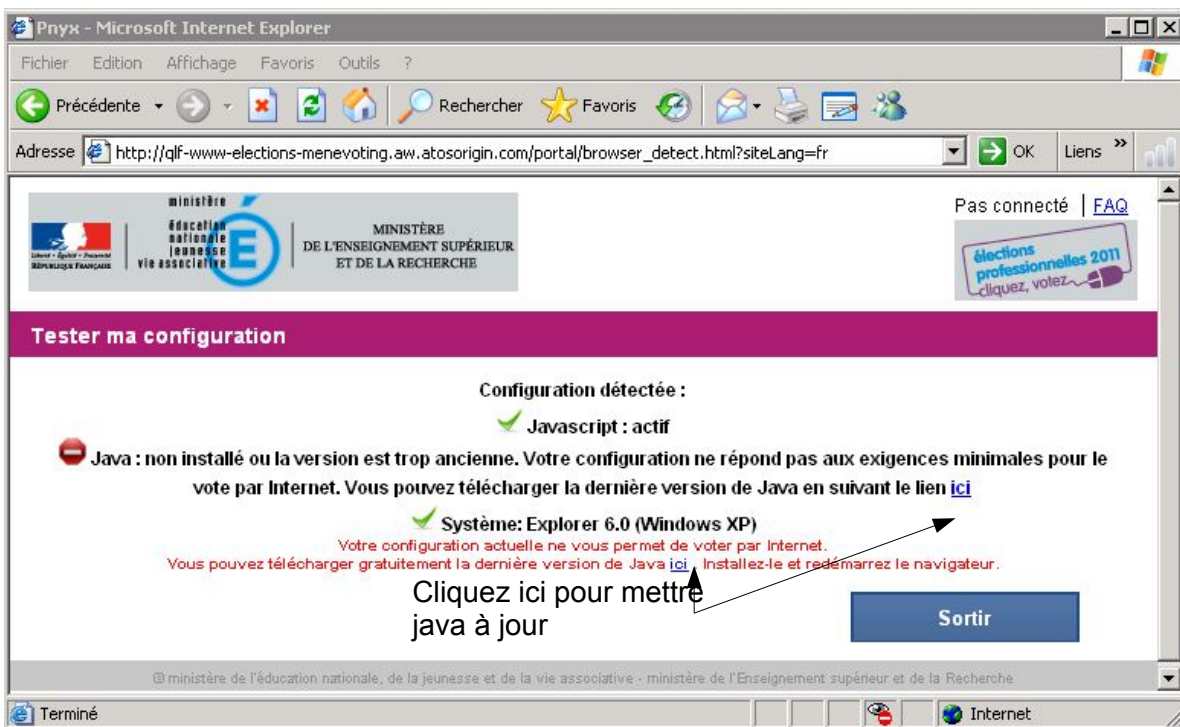 Pnyx - Microsoft Internet Explorer
Fichier Edition Affichage Favoris Outils ?
Précédente Rechercher Favoris
Adresse http://qlf-www-elections-menevoting.aw.atosorigin.com/portal/browser_detect.html?siteLang=fr OK Liens »
ministère
éducation
nationale
jeunesse
vie associative
Liberté • Égalité • Fraternité
RÉPUBLIQUE FRANÇAISE
MINISTÈRE
DE L'ENSEIGNEMENT SUPÉRIEUR
ET DE LA RECHERCHE
Pas connecté | FAQ
élections
professionnelles 2011
cliquez, votez
Tester ma configuration
Configuration détectée :
Javascript : actif
Java : non installé ou la version est trop ancienne. Votre configuration ne répond pas aux exigences minimales pour le
vote par Internet. Vous pouvez télécharger la dernière version de Java en suivant le lien ici
Système: Explorer 6.0 (Windows XP)
Votre configuration actuelle ne vous permet de voter par Internet.
Vous pouvez télécharger gratuitement la dernière version de Java ici . Installez-le et redémarrez le navigateur.
Cliquez ici pour mettre
java à jour
Sortir
© ministère de l'éducation nationale, de la jeunesse et de la vie associative - ministère de l'Enseignement supérieur et de la Recherche
Terminé Internet